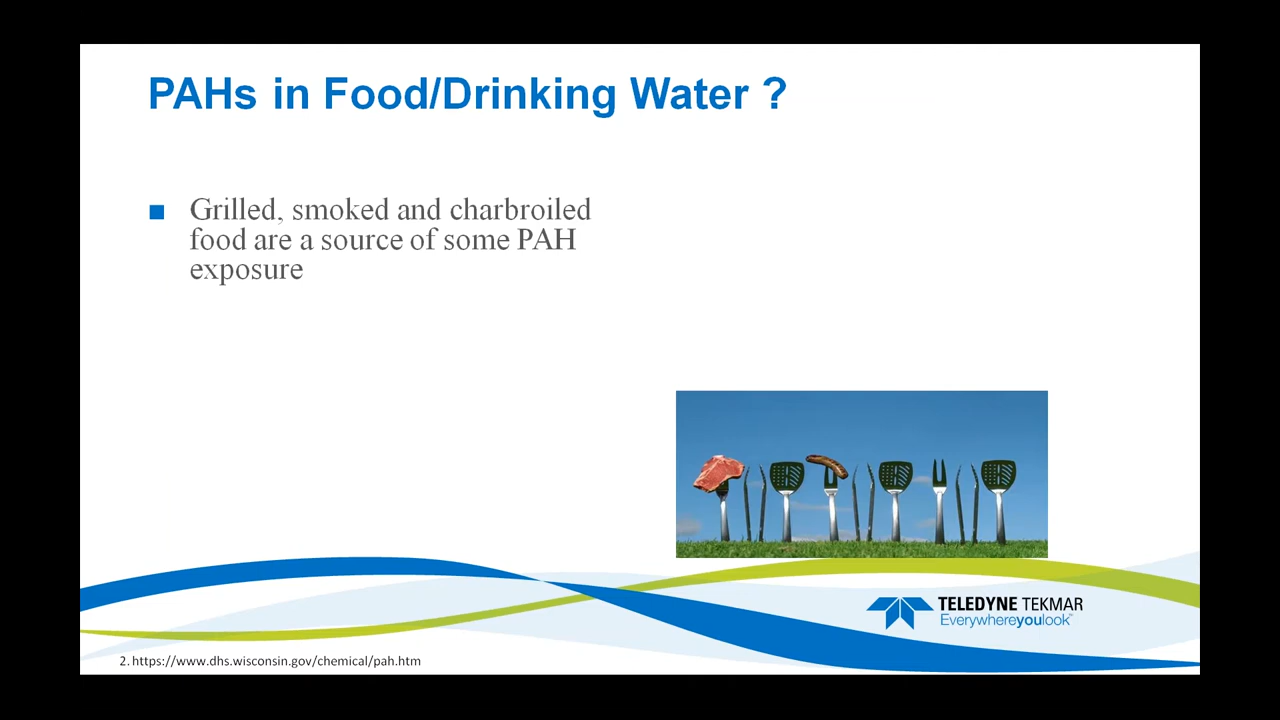 PAHs in Food/Drinking Water ?
■ Grilled, smoked and charbroiled
food are a source of some PAH
exposure
TELEDYNE TEKMAR
Everywhereyoulook™
2. https://www.dhs.wisconsin.gov/chemical/pah.htm